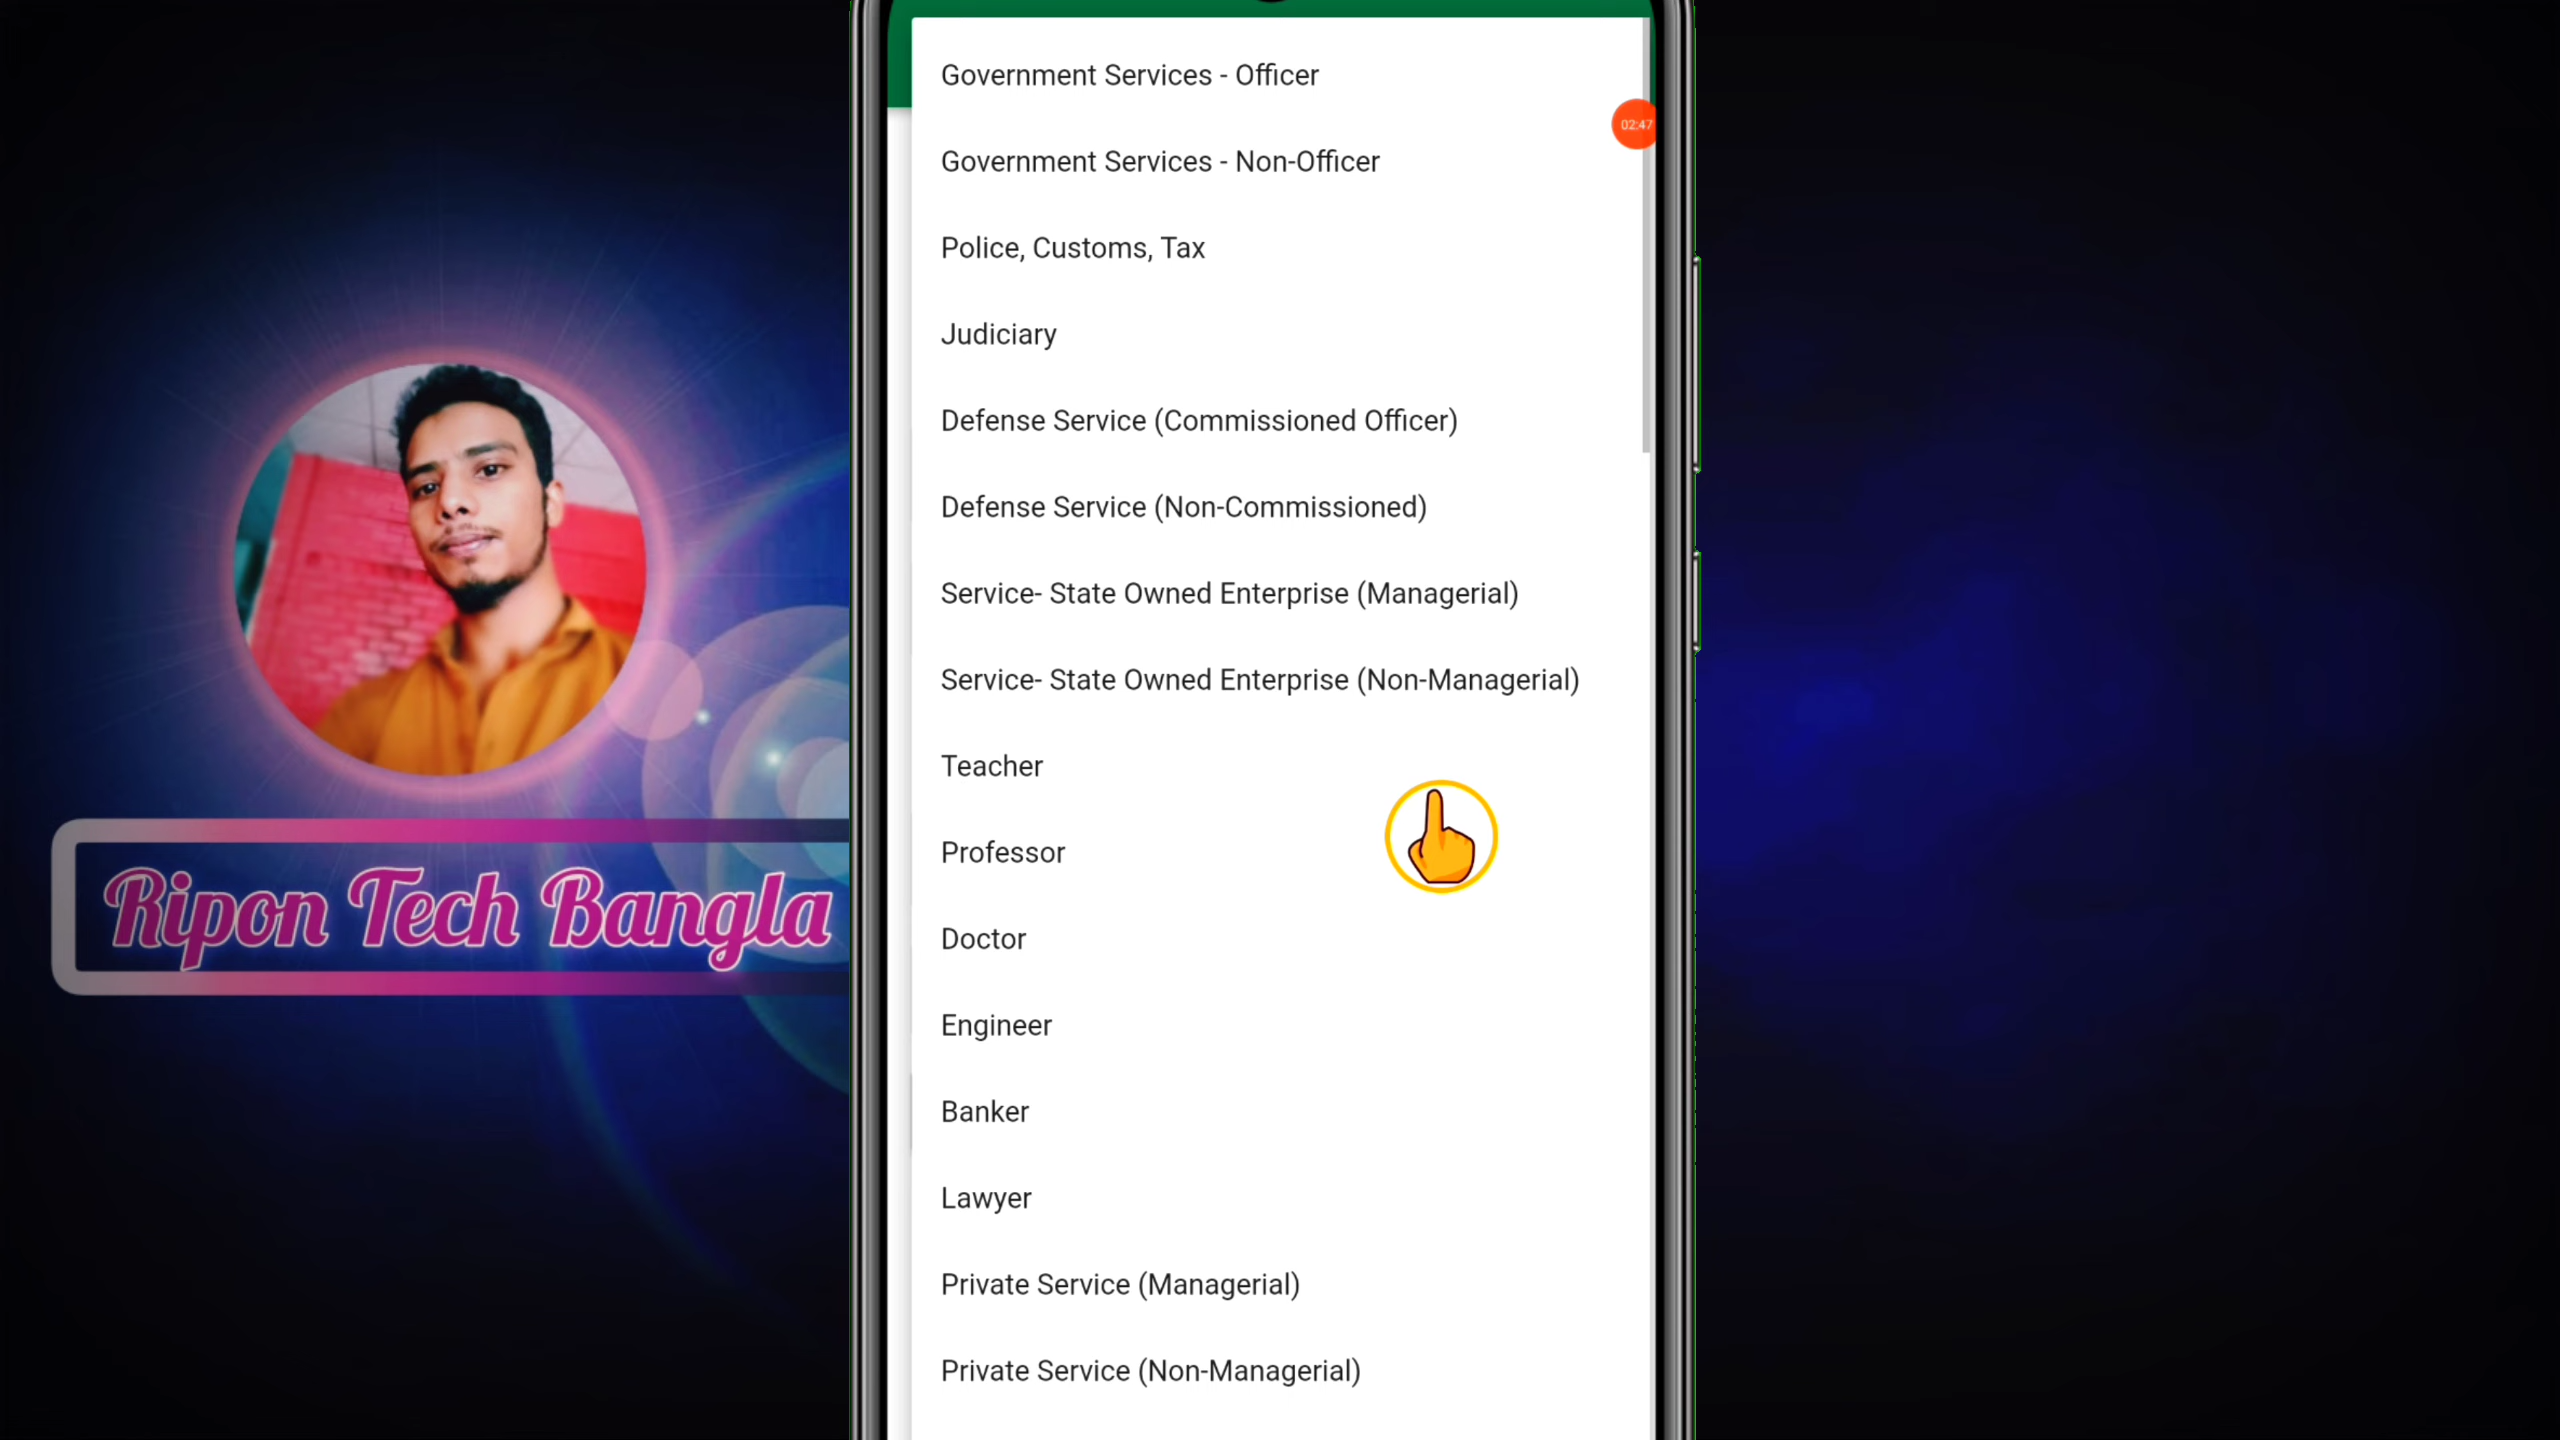 Government Services - Officer
02:47
Government Services - Non-Officer
Police, Customs, Tax
Judiciary
Defense Service (Commissioned Officer)
Defense Service (Non-Commissioned)
Service- State Owned Enterprise (Managerial)
Service- State Owned Enterprise (Non-Managerial)
Teacher
Professor
Ripon Tech Bangla
Doctor
Engineer
Banker
Lawyer
Private Service (Managerial)
Private Service (Non-Managerial)